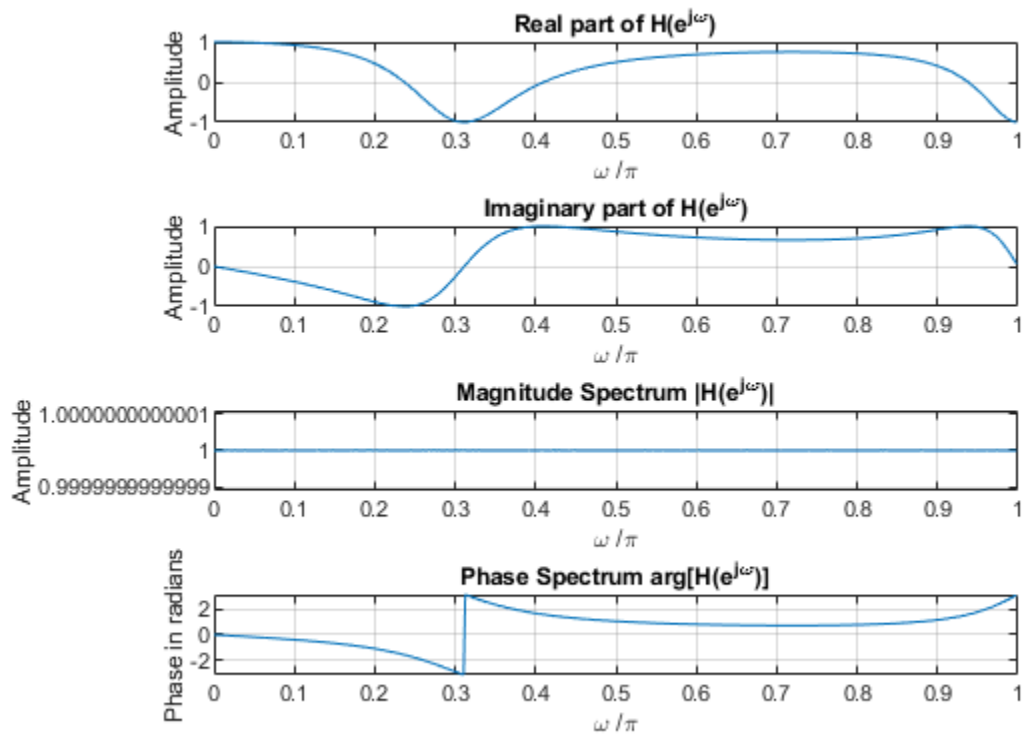 Real part of H(e^jω)
Amplitude
1
0
-1
0 0.1 0.2 0.3 0.4 0.5 0.6 0.7 0.8 0.9 1
ω /π
Imaginary part of H(e^jω)
Amplitude
1
0
-1
0 0.1 0.2 0.3 0.4 0.5 0.6 0.7 0.8 0.9 1
ω /π
Magnitude Spectrum |H(e^jω)|
Amplitude
1.0000000000001
1
0.9999999999999
0 0.1 0.2 0.3 0.4 0.5 0.6 0.7 0.8 0.9 1
ω /π
Phase Spectrum arg[H(e^jω)]
Phase in radians
2
0
-2
0 0.1 0.2 0.3 0.4 0.5 0.6 0.7 0.8 0.9 1
ω /π